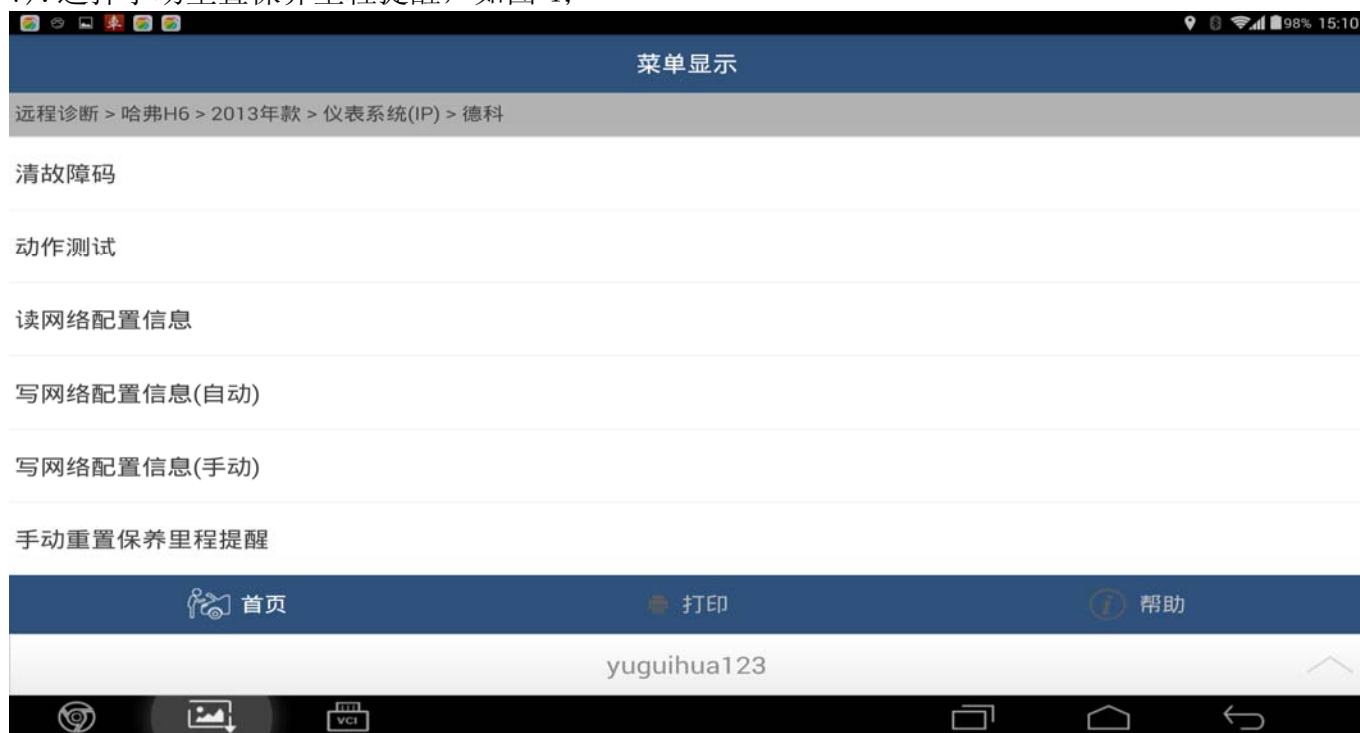 98% 15:10
菜单显示
远程诊断 > 哈弗H6 > 2013年款 > 仪表系统(IP) > 德科
清故障码
动作测试
读网络配置信息
写网络配置信息(自动)
写网络配置信息(手动)
手动重置保养里程提醒
首页 打印 帮助
yuguihua123
VCI